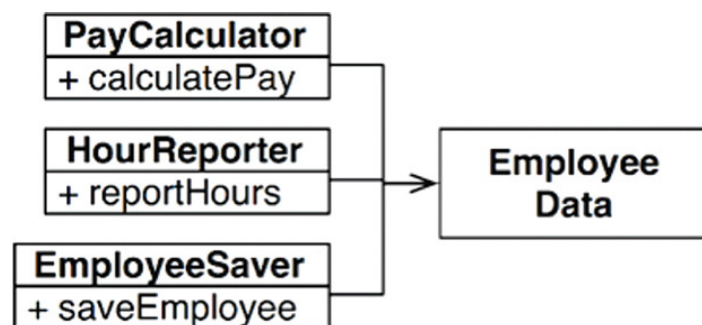 PayCalculator
+ calculatePay
HourReporter
+ reportHours
EmployeeSaver
+ saveEmployee
Employee
Data